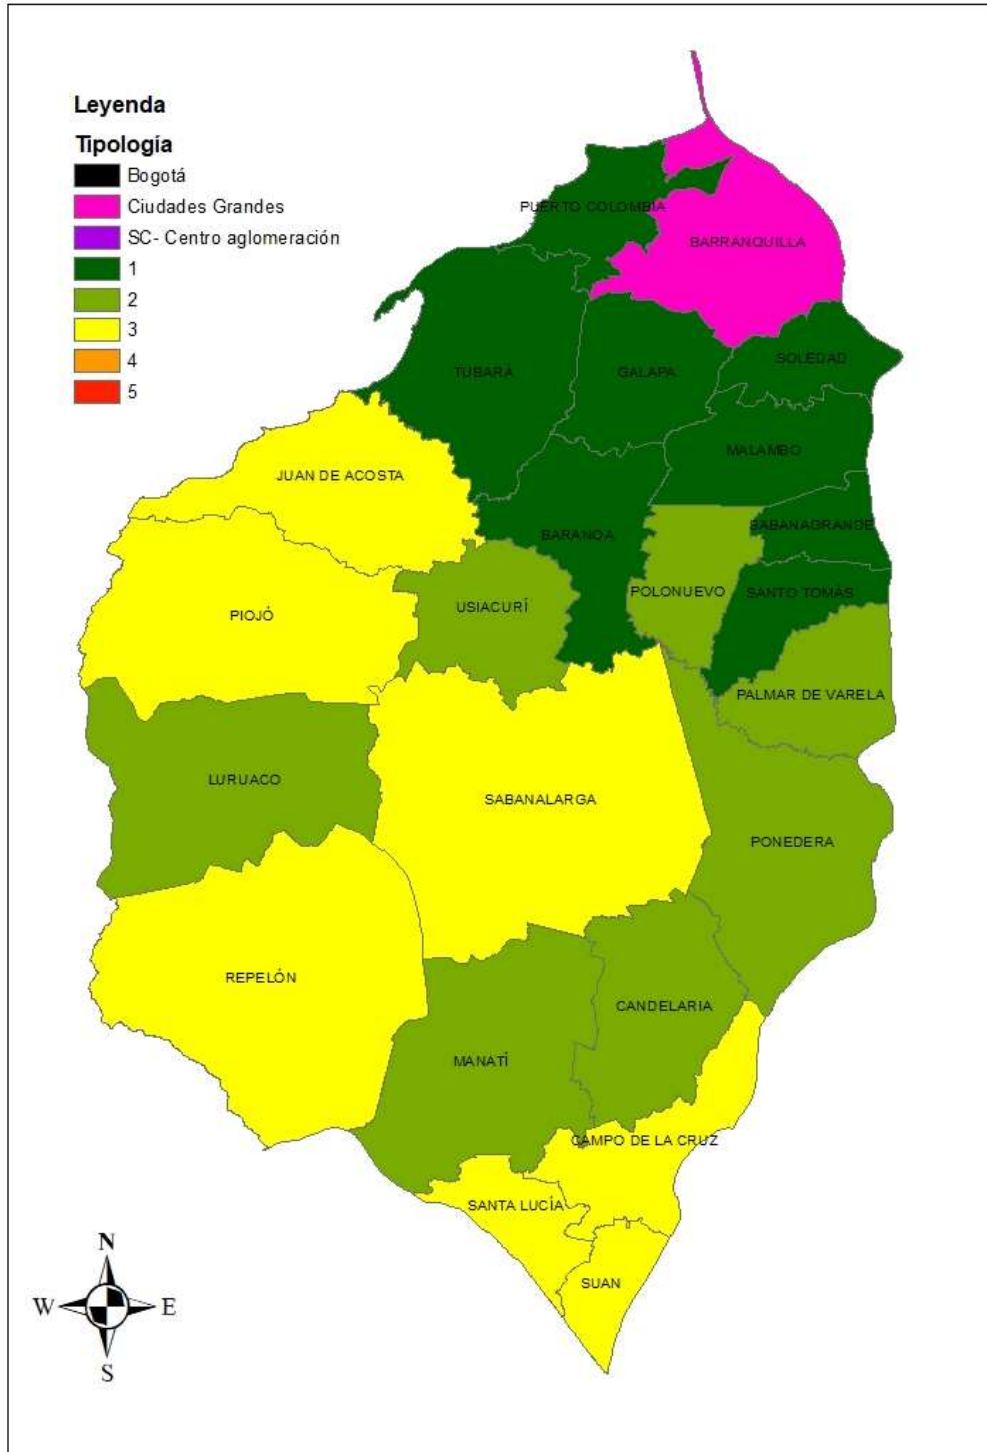 Leyenda
Tipología
Bogotá
Ciudades Grandes
SC- Centro aglomeración
1
2
3
4
5
PUERTO COLOMBIA
BARRANQUILLA
TUBARÁ
GALAPA
SOLEDAD
MALAMBO
JUAN DE ACOSTA
BARANOA
SABANAGRANDE
POLONUEVO
SANTO TOMÁS
USIACURÍ
PIOJÓ
PALMAR DE VARELA
LURUACO
SABANALARGA
PONEDERA
REPELÓN
CANDELARIA
MANATÍ
CAMPO DE LA CRUZ
SANTA LUCÍA
SUAN
N
W
E
S